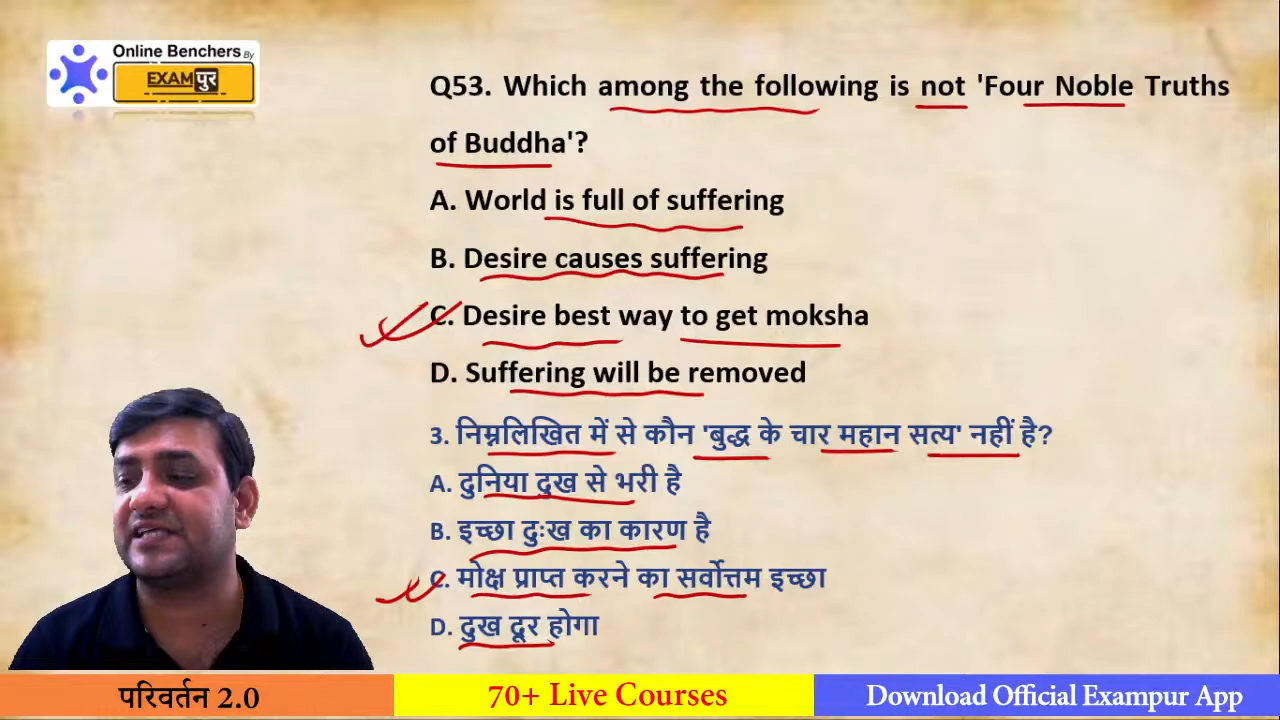 Online Benchers By
EXAMपुर
Q53. Which among the following is not 'Four Noble Truths
of Buddha'?
A. World is full of suffering
B. Desire causes suffering
C. Desire best way to get moksha
D. Suffering will be removed
3. निम्नलिखित में से कौन 'बुद्ध के चार महान सत्य' नहीं है?
A. दुनिया दुख से भरी है
B. इच्छा दुःख का कारण है
C. मोक्ष प्राप्त करने का सर्वोत्तम इच्छा
D. दुख दूर होगा
परिवर्तन 2.0
70+ Live Courses
Download Official Exampur App